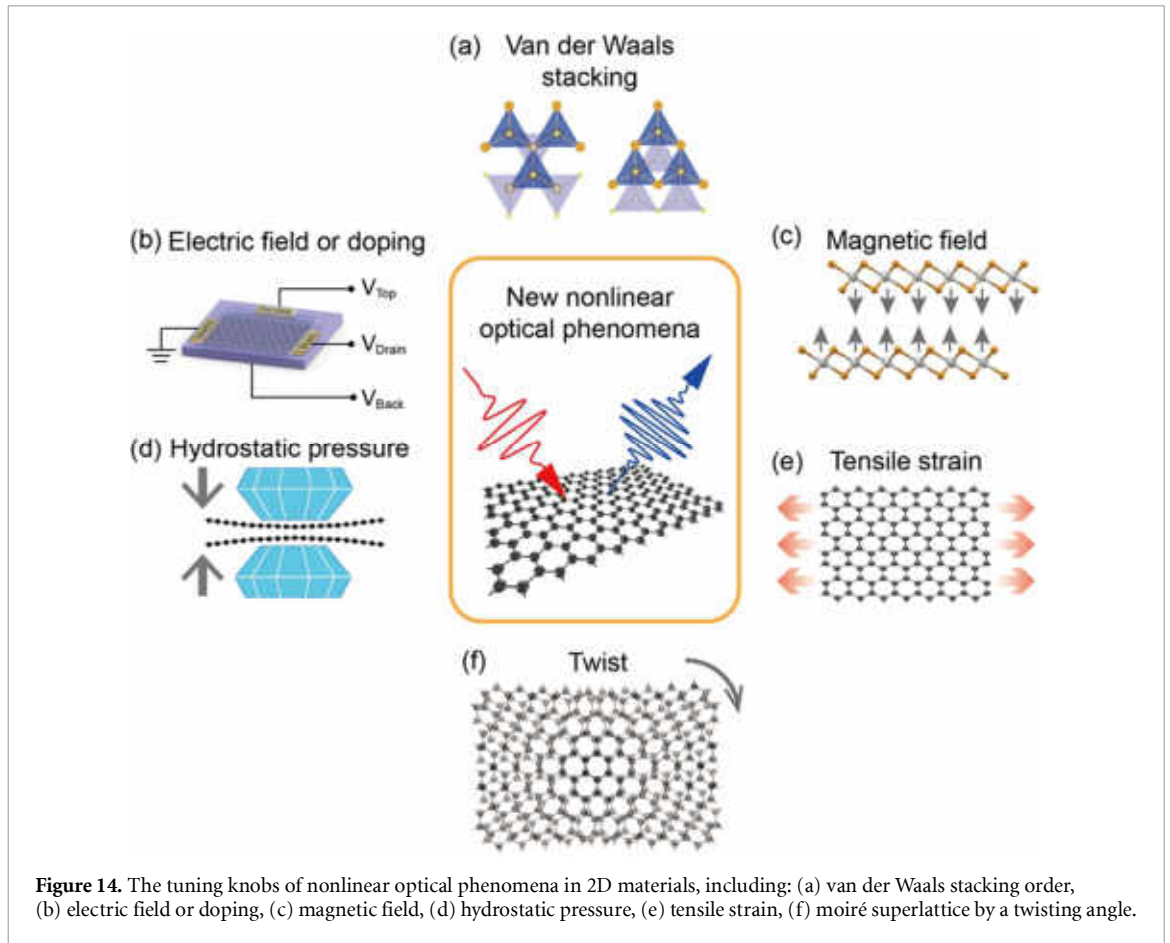 (a) Van der Waals
stacking
(b) Electric field or doping
V_Top
V_Drain
V_Back
(c) Magnetic field
New nonlinear
optical phenomena
(d) Hydrostatic pressure
(e) Tensile strain
(f) Twist
Figure 14. The tuning knobs of nonlinear optical phenomena in 2D materials, including: (a) van der Waals stacking order,
(b) electric field or doping, (c) magnetic field, (d) hydrostatic pressure, (e) tensile strain, (f) moiré superlattice by a twisting angle.